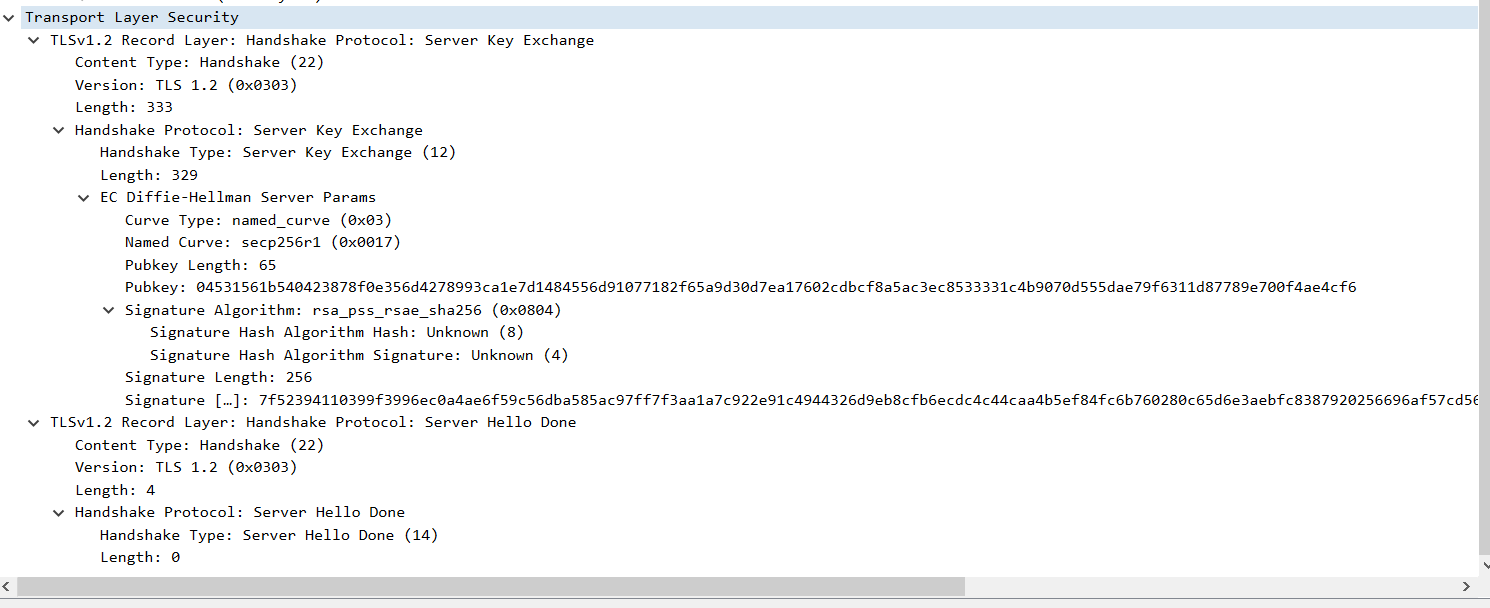 Transport Layer Security
TLSv1.2 Record Layer: Handshake Protocol: Server Key Exchange
Content Type: Handshake (22)
Version: TLS 1.2 (0x0303)
Length: 333
Handshake Protocol: Server Key Exchange
Handshake Type: Server Key Exchange (12)
Length: 329
EC Diffie-Hellman Server Params
Curve Type: named_curve (0x03)
Named Curve: secp256r1 (0x0017)
Pubkey Length: 65
Pubkey: 04531561b540423878f0e356d4278993ca1e7d1484556d91077182f65a9d30d7ea17602cdbcf8a5ac3ec8533331c4b9070d555dae79f6311d87789e700f4ae4cf6
Signature Algorithm: rsa_pss_rsae_sha256 (0x0804)
Signature Hash Algorithm Hash: Unknown (8)
Signature Hash Algorithm Signature: Unknown (4)
Signature Length: 256
Signature […]: 7f52394110399f3996ec0a4ae6f59c56dba585ac97ff7f3aa1a7c922e91c4944326d9eb8cfb6ecdc4c44caa4b5ef84fc6b760280c65d6e3aebfc8387920256696af57cd56
TLSv1.2 Record Layer: Handshake Protocol: Server Hello Done
Content Type: Handshake (22)
Version: TLS 1.2 (0x0303)
Length: 4
Handshake Protocol: Server Hello Done
Handshake Type: Server Hello Done (14)
Length: 0